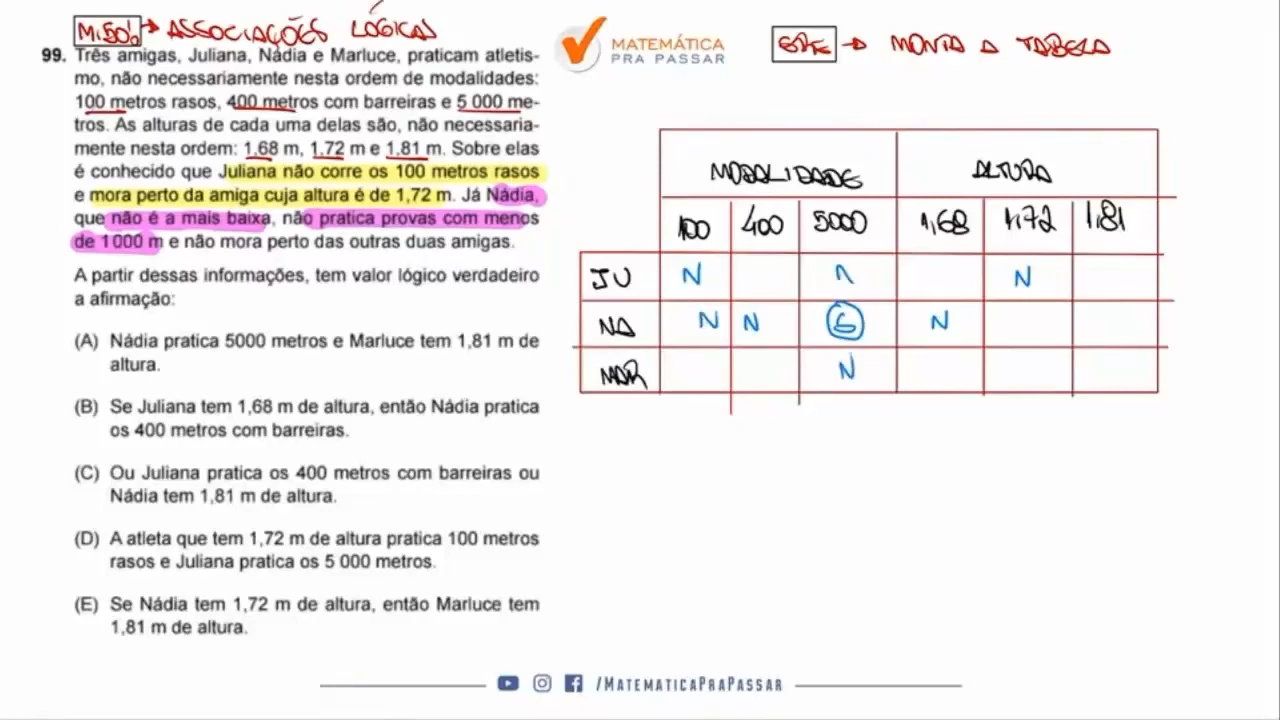 M.50% → ASSOCIAÇÕES LÓGICAS
99. Três amigas, Juliana, Nádia e Marluce, praticam atletis-
mo, não necessariamente nesta ordem de modalidades:
100 metros rasos, 400 metros com barreiras e 5 000 me-
tros. As alturas de cada uma delas são, não necessaria-
mente nesta ordem: 1,68 m, 1,72 m e 1,81 m. Sobre elas
é conhecido que Juliana não corre os 100 metros rasos
e mora perto da amiga cuja altura é de 1,72 m. Já Nádia,
que não é a mais baixa, não pratica provas com menos
de 1 000 m e não mora perto das outras duas amigas.
A partir dessas informações, tem valor lógico verdadeiro
a afirmação:
(A) Nádia pratica 5000 metros e Marluce tem 1,81 m de
altura.
(B) Se Juliana tem 1,68 m de altura, então Nádia pratica
os 400 metros com barreiras.
(C) Ou Juliana pratica os 400 metros com barreiras ou
Nádia tem 1,81 m de altura.
(D) A atleta que tem 1,72 m de altura pratica 100 metros
rasos e Juliana pratica os 5 000 metros.
(E) Se Nádia tem 1,72 m de altura, então Marluce tem
1,81 m de altura.
MATEMÁTICA
PRA PASSAR
→ MONTA A TABELA
MODALIDADE ALTURA
100 400 5000 1,68 1,72 1,81
JU N n N
NA N N S N
MAR N
/MATEMATICAPRAPASSAR